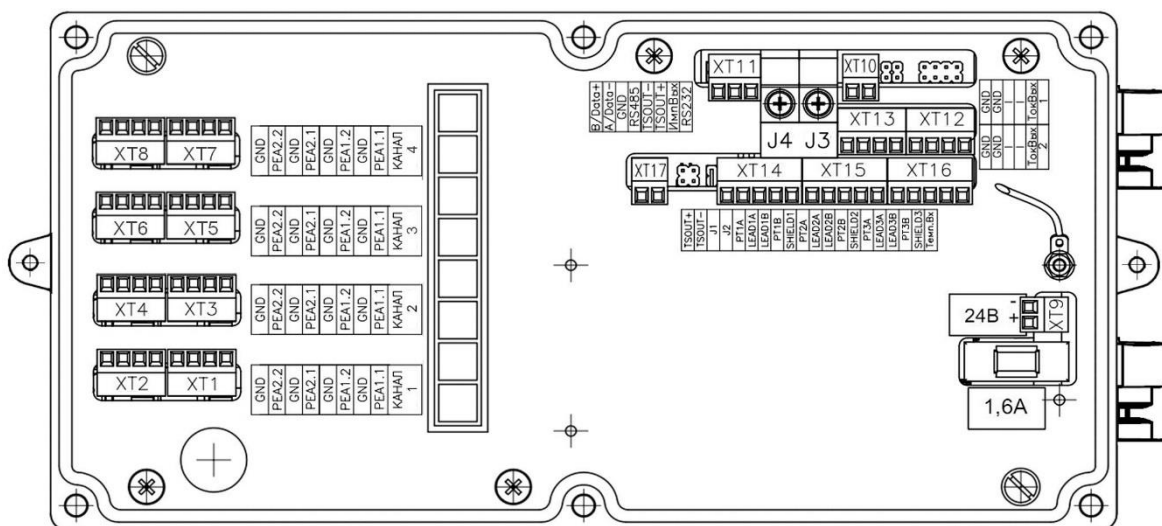 XT8 XT7
GND
PEA2.2
GND
PEA2.1
GND
PEA1.2
GND
PEA1.1
КАНАЛ 4
XT6 XT5
GND
PEA2.2
GND
PEA2.1
GND
PEA1.2
GND
PEA1.1
КАНАЛ 3
XT4 XT3
GND
PEA2.2
GND
PEA2.1
GND
PEA1.2
GND
PEA1.1
КАНАЛ 2
XT2 XT1
GND
PEA2.2
GND
PEA2.1
GND
PEA1.2
GND
PEA1.1
КАНАЛ 1
B/Data+
A/Data-
GND
RS485
TSOUT-
TSOUT+
ИмпВых
RS232
XT11
XT10
J4 J3
XT13 XT12
GND GND
GND GND
I I
I I
ТокВых 2 ТокВых 1
XT17 XT14 XT15 XT16
TSOUT+
TSOUT-
J1
J2
PT1A
LEAD1A
LEAD1B
PT1B
SHIELD1
PT2A
LEAD2A
LEAD2B
PT2B
SHIELD2
PT3A
LEAD3A
LEAD3B
PT3B
SHIELD3
Темп.Вх
24В - +
XT9
1,6А